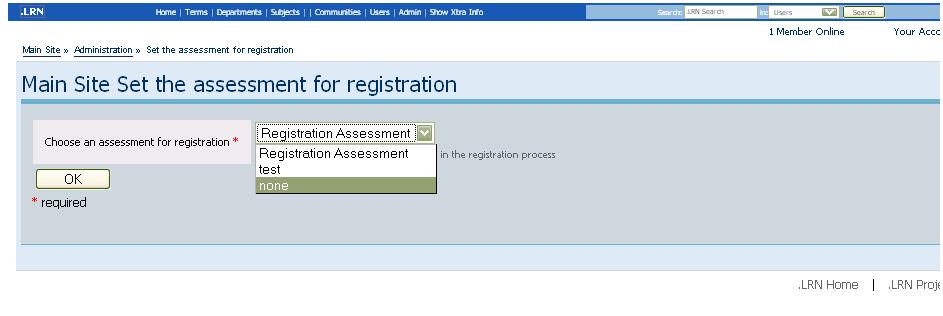 .LRN Home | Terms | Departments | Subjects | | Communities | Users | Admin | Show Xtra Info Search: .LRN Search in: Users Search
1 Member Online Your Acco
Main Site » Administration » Set the assessment for registration
Main Site Set the assessment for registration
Choose an assessment for registration * Registration Assessment
Registration Assessment in the registration process
test
OK none
* required
.LRN Home | .LRN Proje